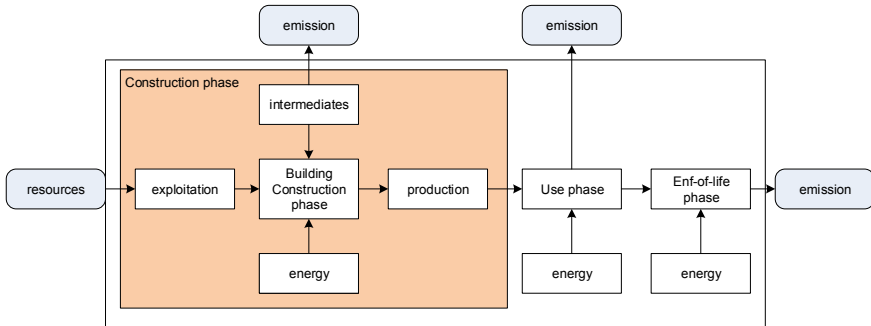 emission
emission
Construction phase
intermediates
resources
exploitation
Building
Construction
phase
production
Use phase
Enf-of-life
phase
emission
energy
energy
energy